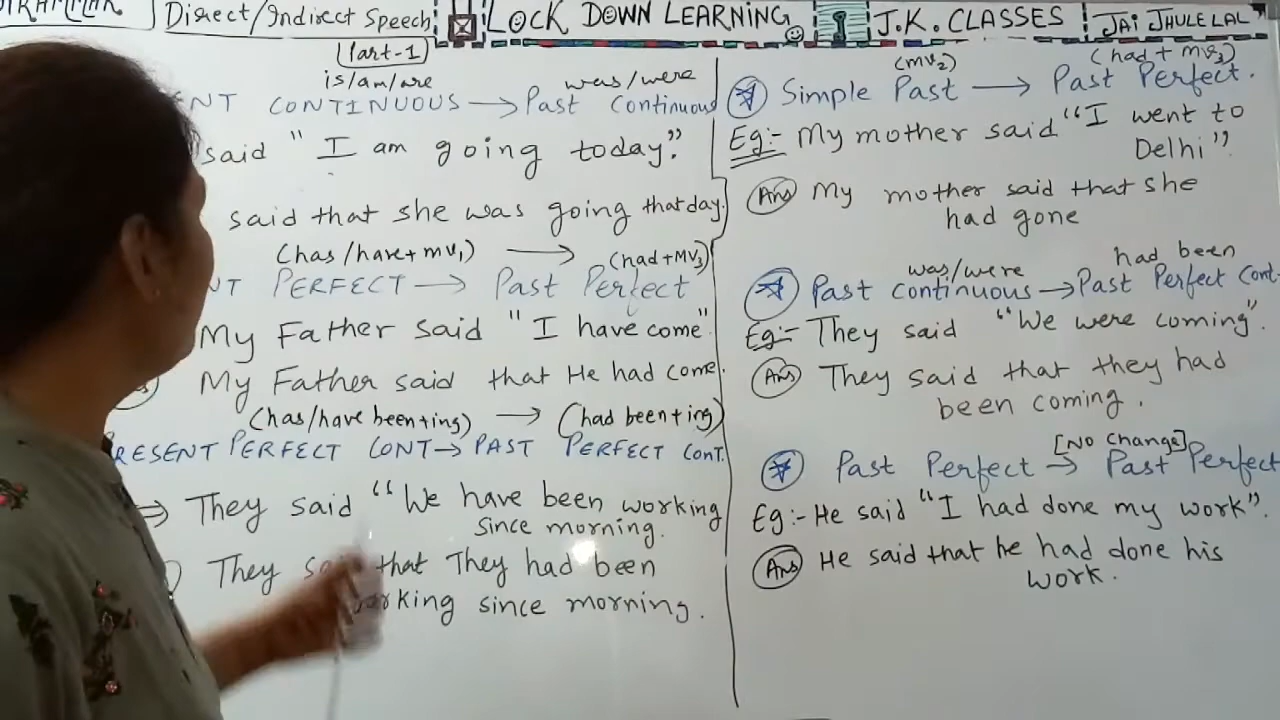 Direct/Indirect Speech
Part-1
LOCK DOWN LEARNING
J.K. CLASSES
JAI JHULELAL
is/am/are was/were
CONTINUOUS → Past Continuous
said " I am going today."
said that she was going that day.
(has/have+mv₁) → (had+MV₃)
PERFECT → Past Perfect
My Father said " I have come".
My Father said that He had come.
(has/have been+ing) → (had been+ing)
PRESENT PERFECT CONT → PAST PERFECT CONT.
⇒ They said " We have been working
since morning.
They that They had been
working since morning.
(mv₂) (had + mv₃)
Simple Past → Past Perfect.
Eg:- My mother said "I went to
Delhi".
Ans My mother said that she
had gone
was/were had been
Past continuous → Past Perfect Cont-
Eg:- They said "We were coming".
Ans They said that they had
been coming.
[No Change]
Past Perfect → Past Perfect
Eg:- He said "I had done my work".
Ans He said that he had done his
work.